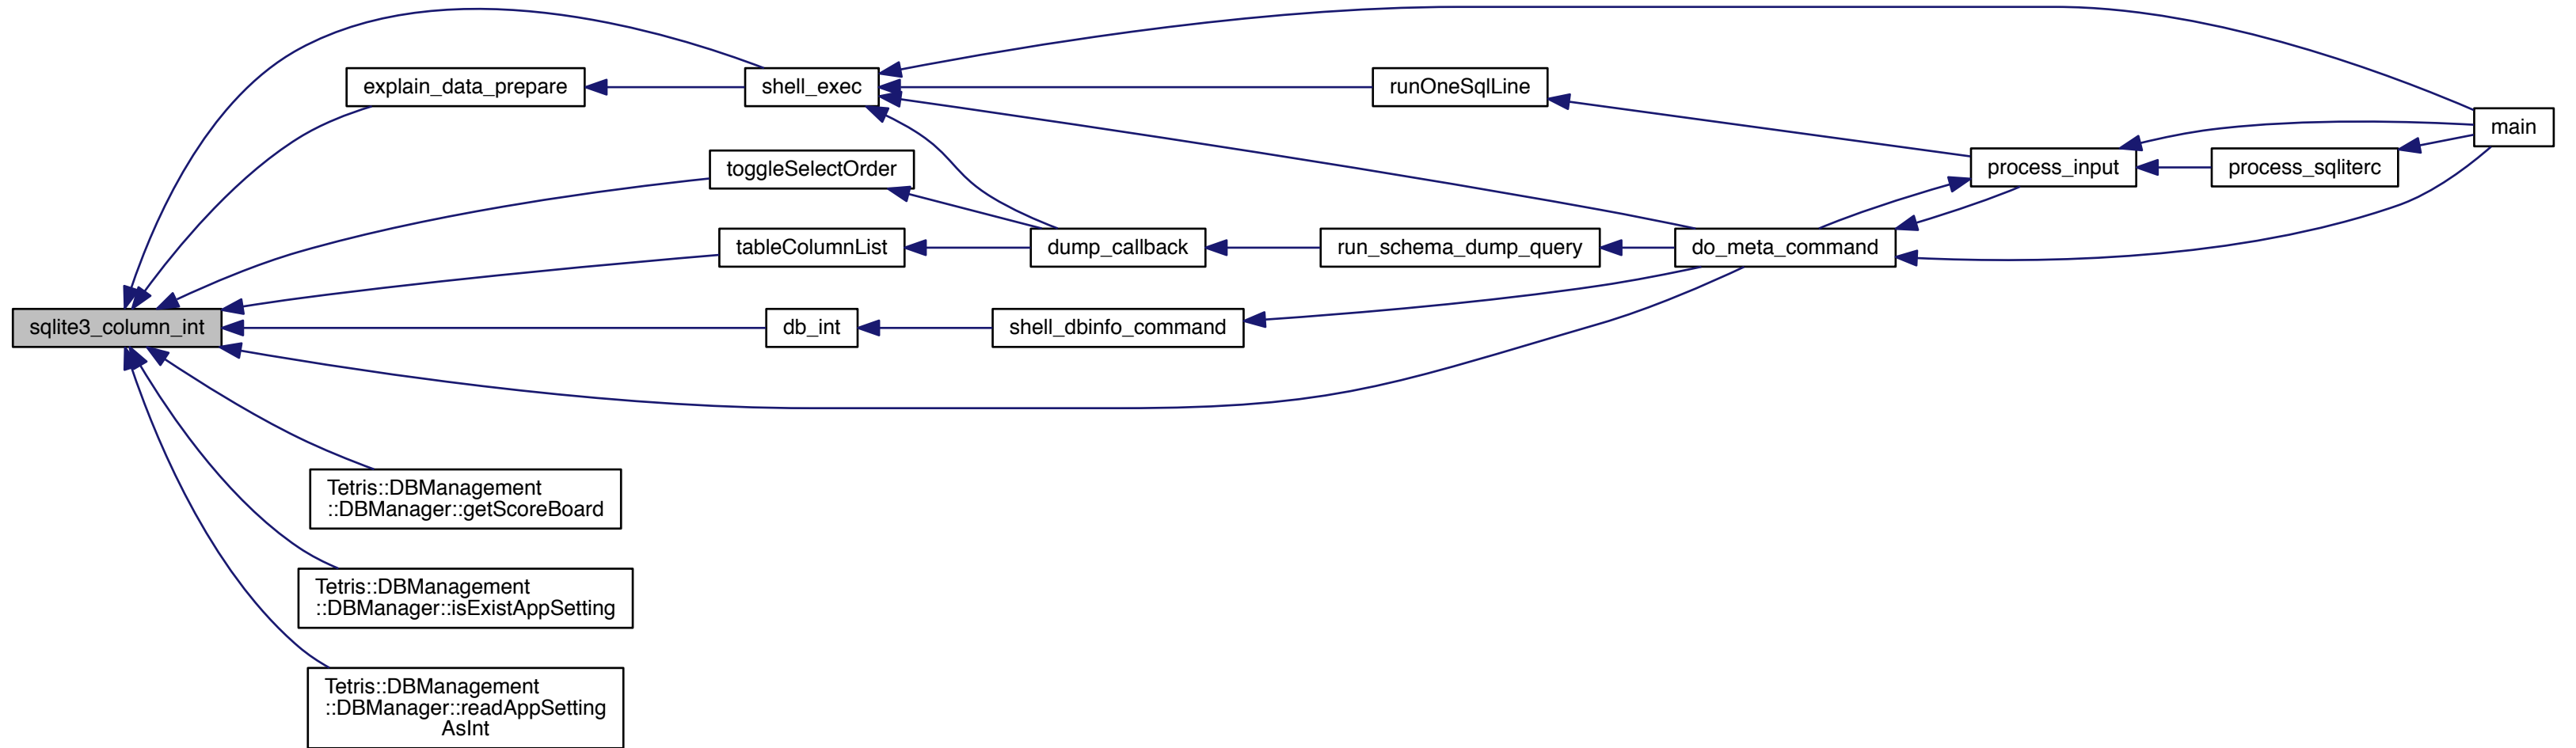 explain_data_prepare
shell_exec
runOneSqlLine
main
toggleSelectOrder
process_input
process_sqliterc
tableColumnList
dump_callback
run_schema_dump_query
do_meta_command
sqlite3_column_int
db_int
shell_dbinfo_command
Tetris::DBManagement
::DBManager::getScoreBoard
Tetris::DBManagement
::DBManager::isExistAppSetting
Tetris::DBManagement
::DBManager::readAppSetting
AsInt